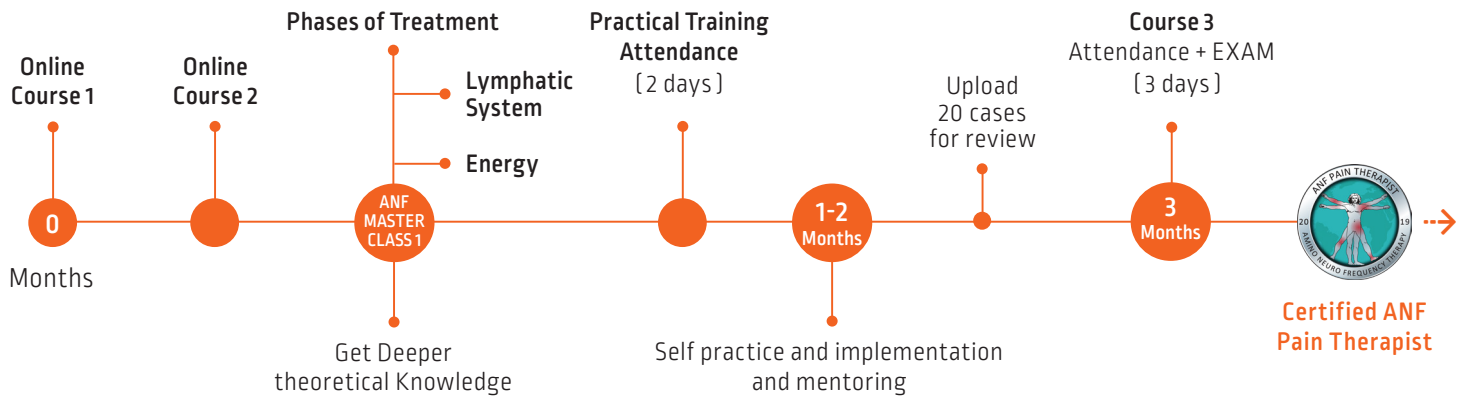 Online
Course 1
0
Months
Online
Course 2
Phases of Treatment
Lymphatic
System
Energy
ANF
MASTER
CLASS 1
Get Deeper
theoretical Knowledge
Practical Training
Attendance
(2 days)
1-2
Months
Self practice and implementation
and mentoring
Upload
20 cases
for review
Course 3
Attendance + EXAM
(3 days)
3
Months
ANF PAIN THERAPIST
20 19
AMINO NEURO FREQUENCY THERAPY
Certified ANF
Pain Therapist